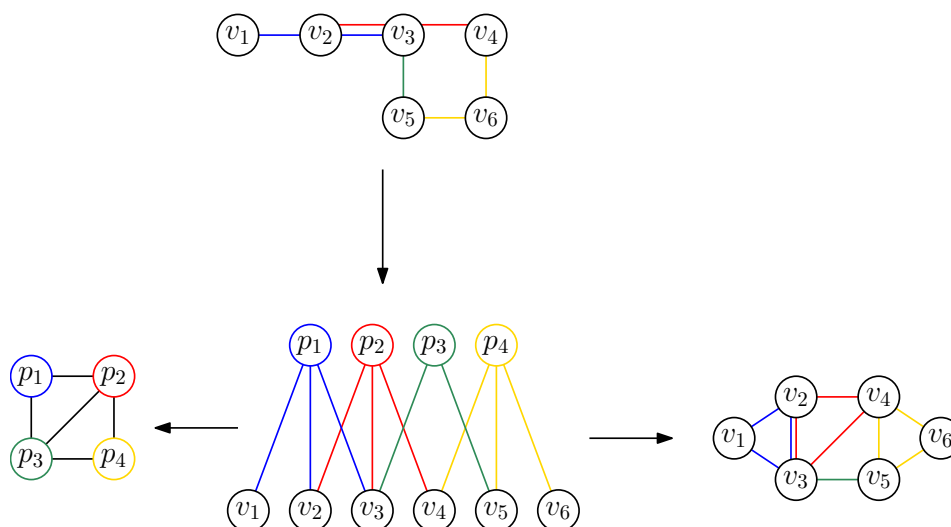 v₁ v₂ v₃ v₄
v₅ v₆
p₁ p₂ p₃ p₄
v₁ v₂ v₃ v₄ v₅ v₆
p₁ p₂
p₃ p₄
v₂ v₄
v₁ v₆
v₃ v₅